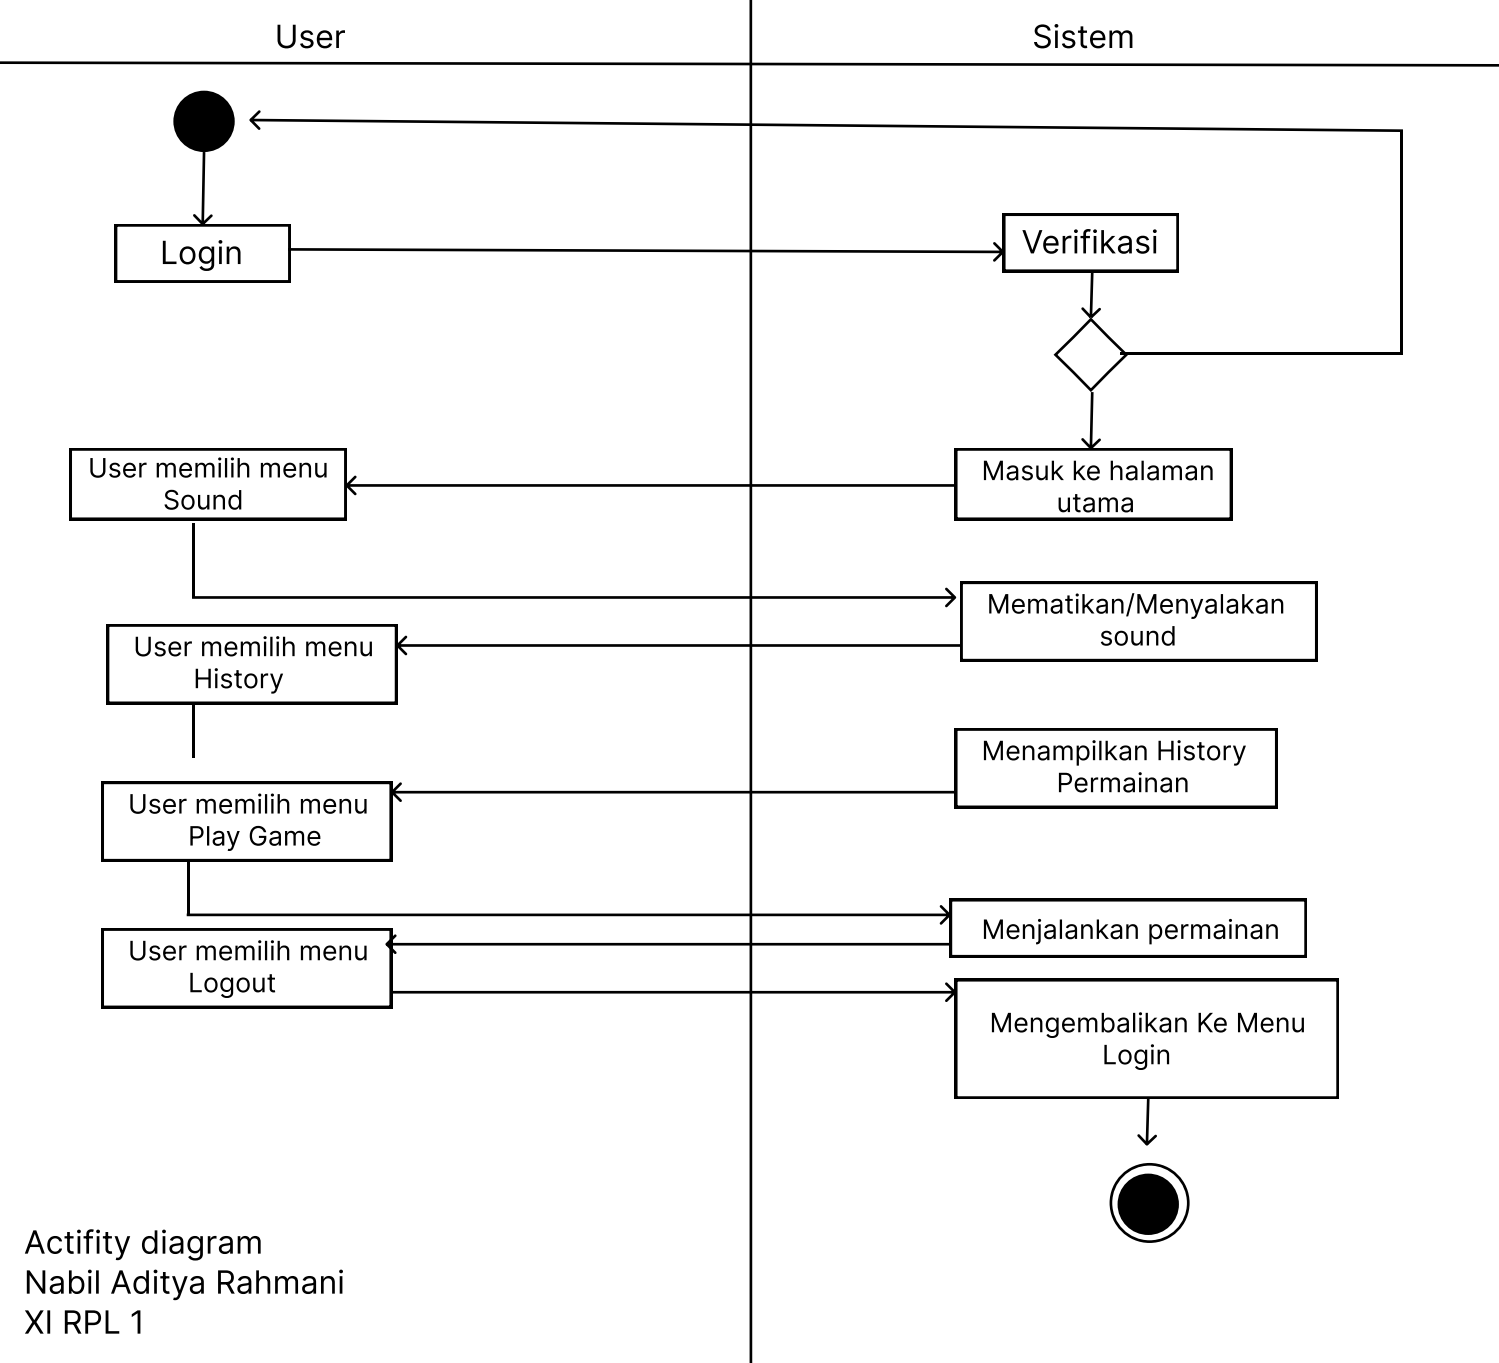 User
Sistem
Login
Verifikasi
User memilih menu
Sound
Masuk ke halaman
utama
Mematikan/Menyalakan
sound
User memilih menu
History
Menampilkan History
Permainan
User memilih menu
Play Game
Menjalankan permainan
User memilih menu
Logout
Mengembalikan Ke Menu
Login
Actifity diagram
Nabil Aditya Rahmani
XI RPL 1